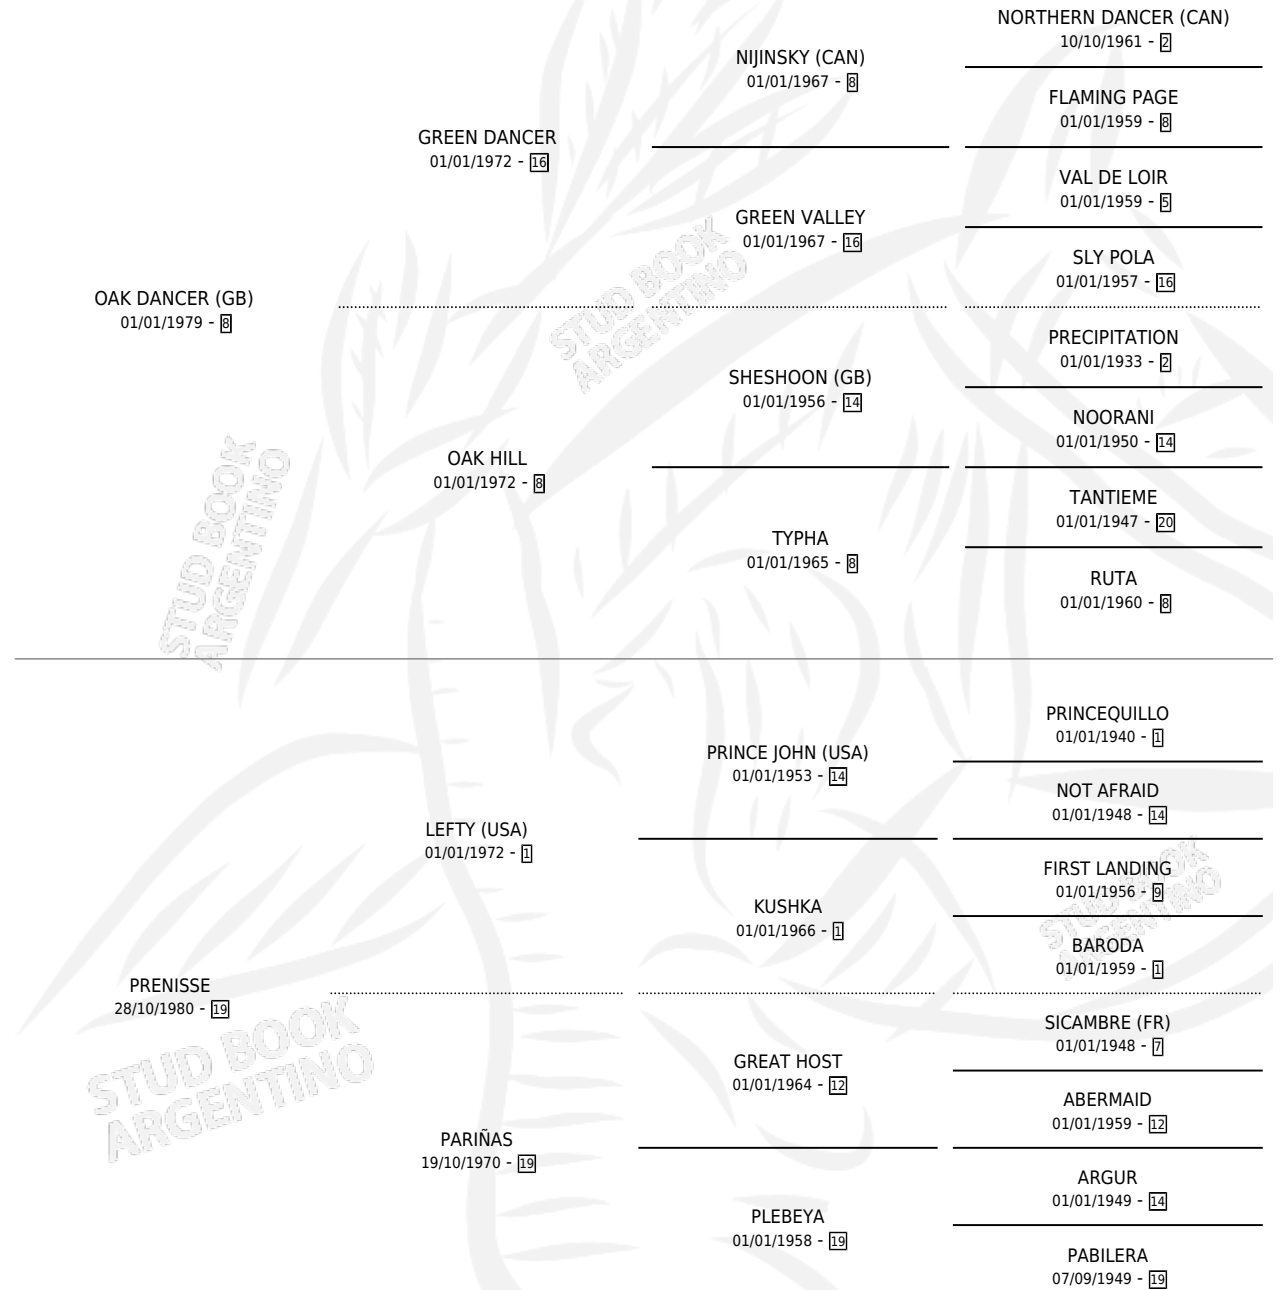 NORTHERN DANCER (CAN)
10/10/1961 - 2
NIJINSKY (CAN)
01/01/1967 - 8
FLAMING PAGE
01/01/1959 - 8
GREEN DANCER
01/01/1972 - 16
VAL DE LOIR
01/01/1959 - 5
GREEN VALLEY
01/01/1967 - 16
SLY POLA
01/01/1957 - 16
OAK DANCER (GB)
01/01/1979 - 8
PRECIPITATION
01/01/1933 - 2
SHESHOON (GB)
01/01/1956 - 14
NOORANI
01/01/1950 - 14
OAK HILL
01/01/1972 - 8
TANTIEME
01/01/1947 - 20
TYPHA
01/01/1965 - 8
RUTA
01/01/1960 - 8
PRINCEQUILLO
01/01/1940 - 1
PRINCE JOHN (USA)
01/01/1953 - 14
NOT AFRAID
01/01/1948 - 14
LEFTY (USA)
01/01/1972 - 1
FIRST LANDING
01/01/1956 - 9
KUSHKA
01/01/1966 - 1
BARODA
01/01/1959 - 1
PRENISSE
28/10/1980 - 19
SICAMBRE (FR)
01/01/1948 - 7
GREAT HOST
01/01/1964 - 12
ABERMAID
01/01/1959 - 12
PARIÑAS
19/10/1970 - 19
ARGUR
01/01/1949 - 14
PLEBEYA
01/01/1958 - 19
PABILERA
07/09/1949 - 19
STUD BOOK
ARGENTINO
STUD BOOK
ARGENTINO
STUD BOOK
ARGENTINO
STUD BOOK
ARGENTINO